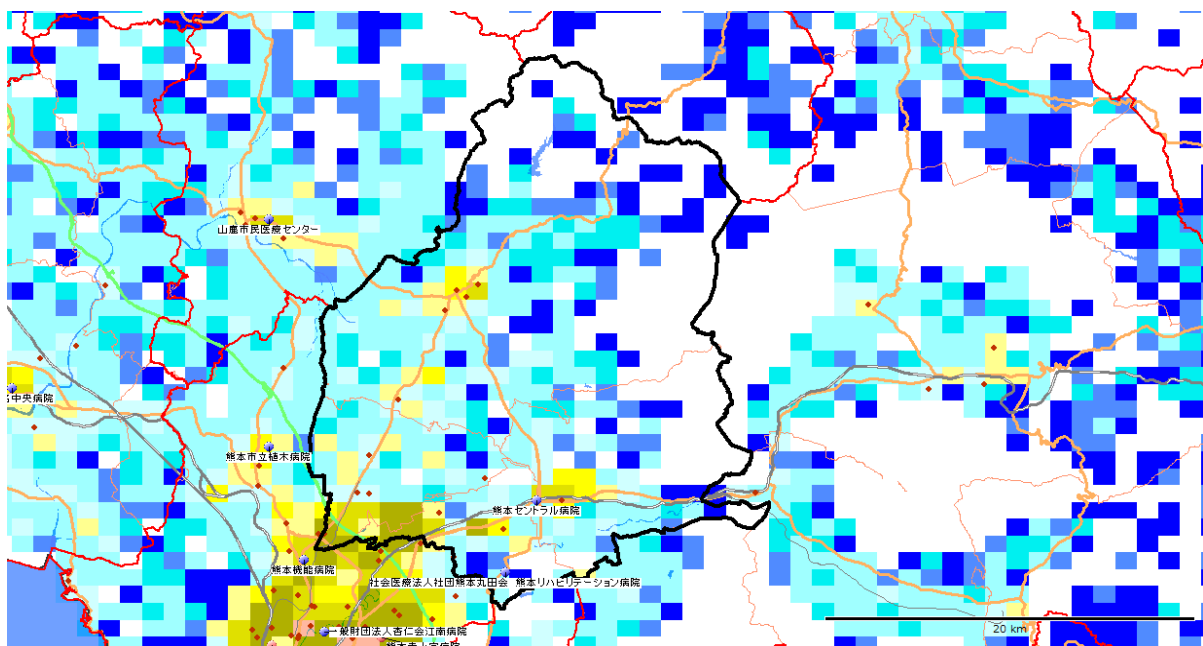 山鹿市民医療センター
名中央病院
熊本市立植木病院
熊本セントラル病院
熊本機能病院
社会医療法人社団熊本丸田会 熊本リハビリテーション病院
一般財団法人杏仁会江南病院
20 km